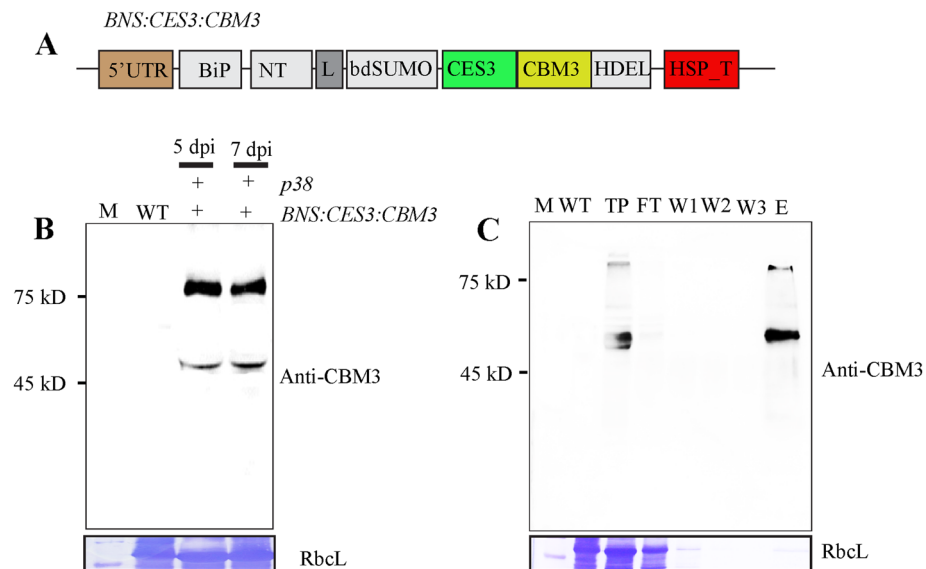 BNS:CES3:CBM3
A
5'UTR BiP NT L bdSUMO CES3 CBM3 HDEL HSP_T
5 dpi 7 dpi
+ + p38
M WT + + BNS:CES3:CBM3
B
75 kD
45 kD
Anti-CBM3
RbcL
C
M WT TP FT W1 W2 W3 E
75 kD
45 kD
Anti-CBM3
RbcL